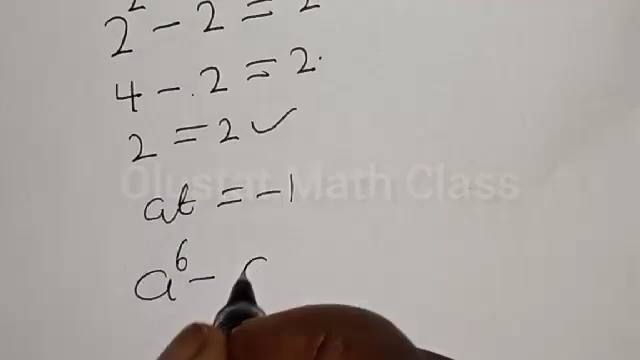 2² - 2 = 2
4 - 2 = 2.
2 = 2 ✓
Olustat Math Class
at = -1
a⁶ -